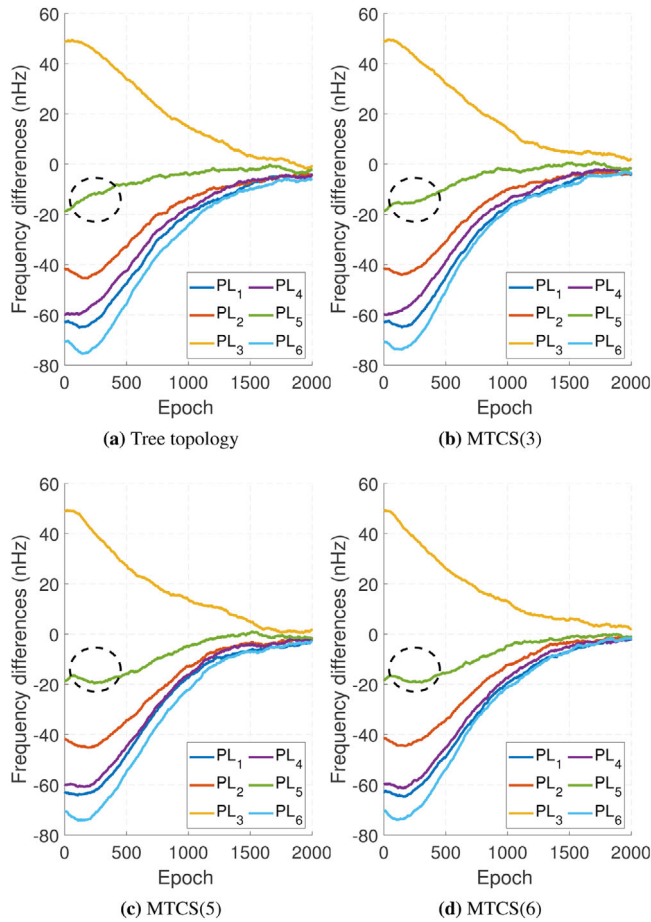 60
40
20
0
-20
-40
-60
-80
Frequency differences (nHz)
PL1 PL4
PL2 PL5
PL3 PL6
0 500 1000 1500 2000
Epoch
(a) Tree topology
60
40
20
0
-20
-40
-60
-80
Frequency differences (nHz)
PL1 PL4
PL2 PL5
PL3 PL6
0 500 1000 1500 2000
Epoch
(b) MTCS(3)
60
40
20
0
-20
-40
-60
-80
Frequency differences (nHz)
PL1 PL4
PL2 PL5
PL3 PL6
0 500 1000 1500 2000
Epoch
(c) MTCS(5)
60
40
20
0
-20
-40
-60
-80
Frequency differences (nHz)
PL1 PL4
PL2 PL5
PL3 PL6
0 500 1000 1500 2000
Epoch
(d) MTCS(6)